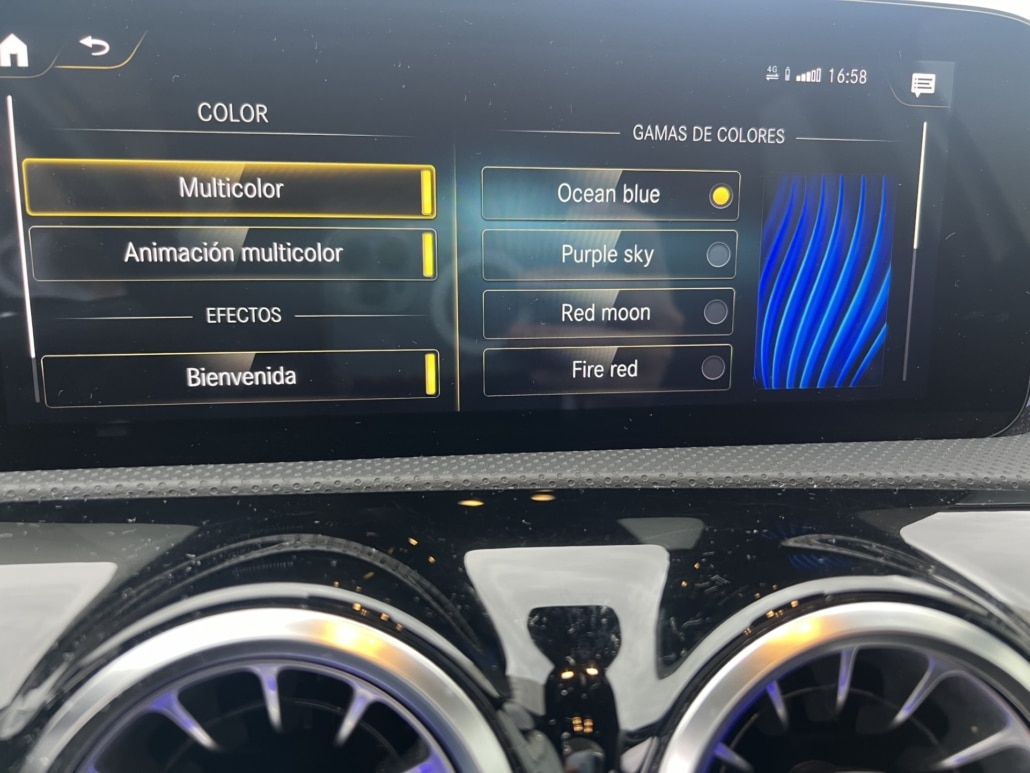 4G 16:58
COLOR
Multicolor
Animación multicolor
EFECTOS
Bienvenida
GAMAS DE COLORES
Ocean blue
Purple sky
Red moon
Fire red